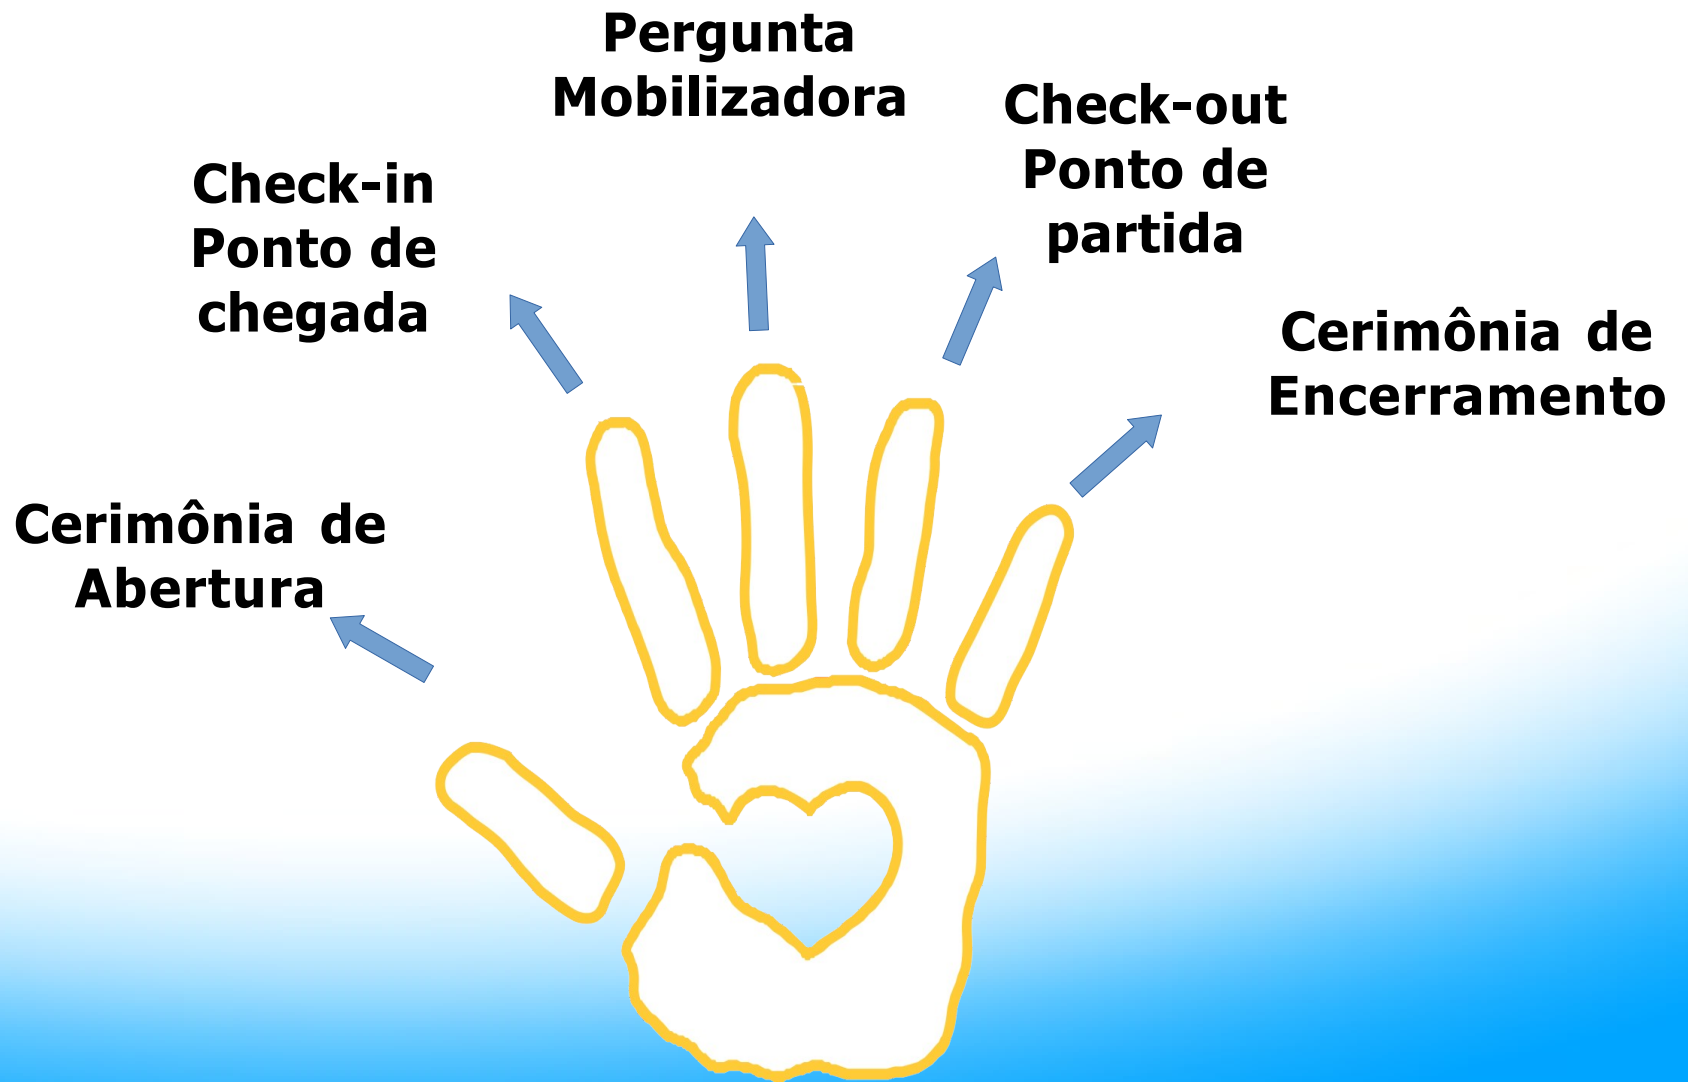 Pergunta
Mobilizadora
Check-out
Ponto de
partida
Check-in
Ponto de
chegada
Cerimônia de
Encerramento
Cerimônia de
Abertura